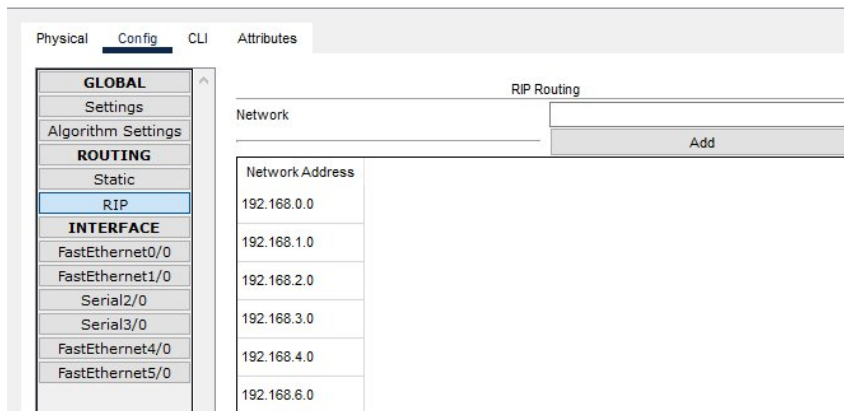 Physical Config CLI Attributes
GLOBAL
Settings
Algorithm Settings
ROUTING
Static
RIP
INTERFACE
FastEthernet0/0
FastEthernet1/0
Serial2/0
Serial3/0
FastEthernet4/0
FastEthernet5/0
RIP Routing
Network
Add
Network Address
192.168.0.0
192.168.1.0
192.168.2.0
192.168.3.0
192.168.4.0
192.168.6.0